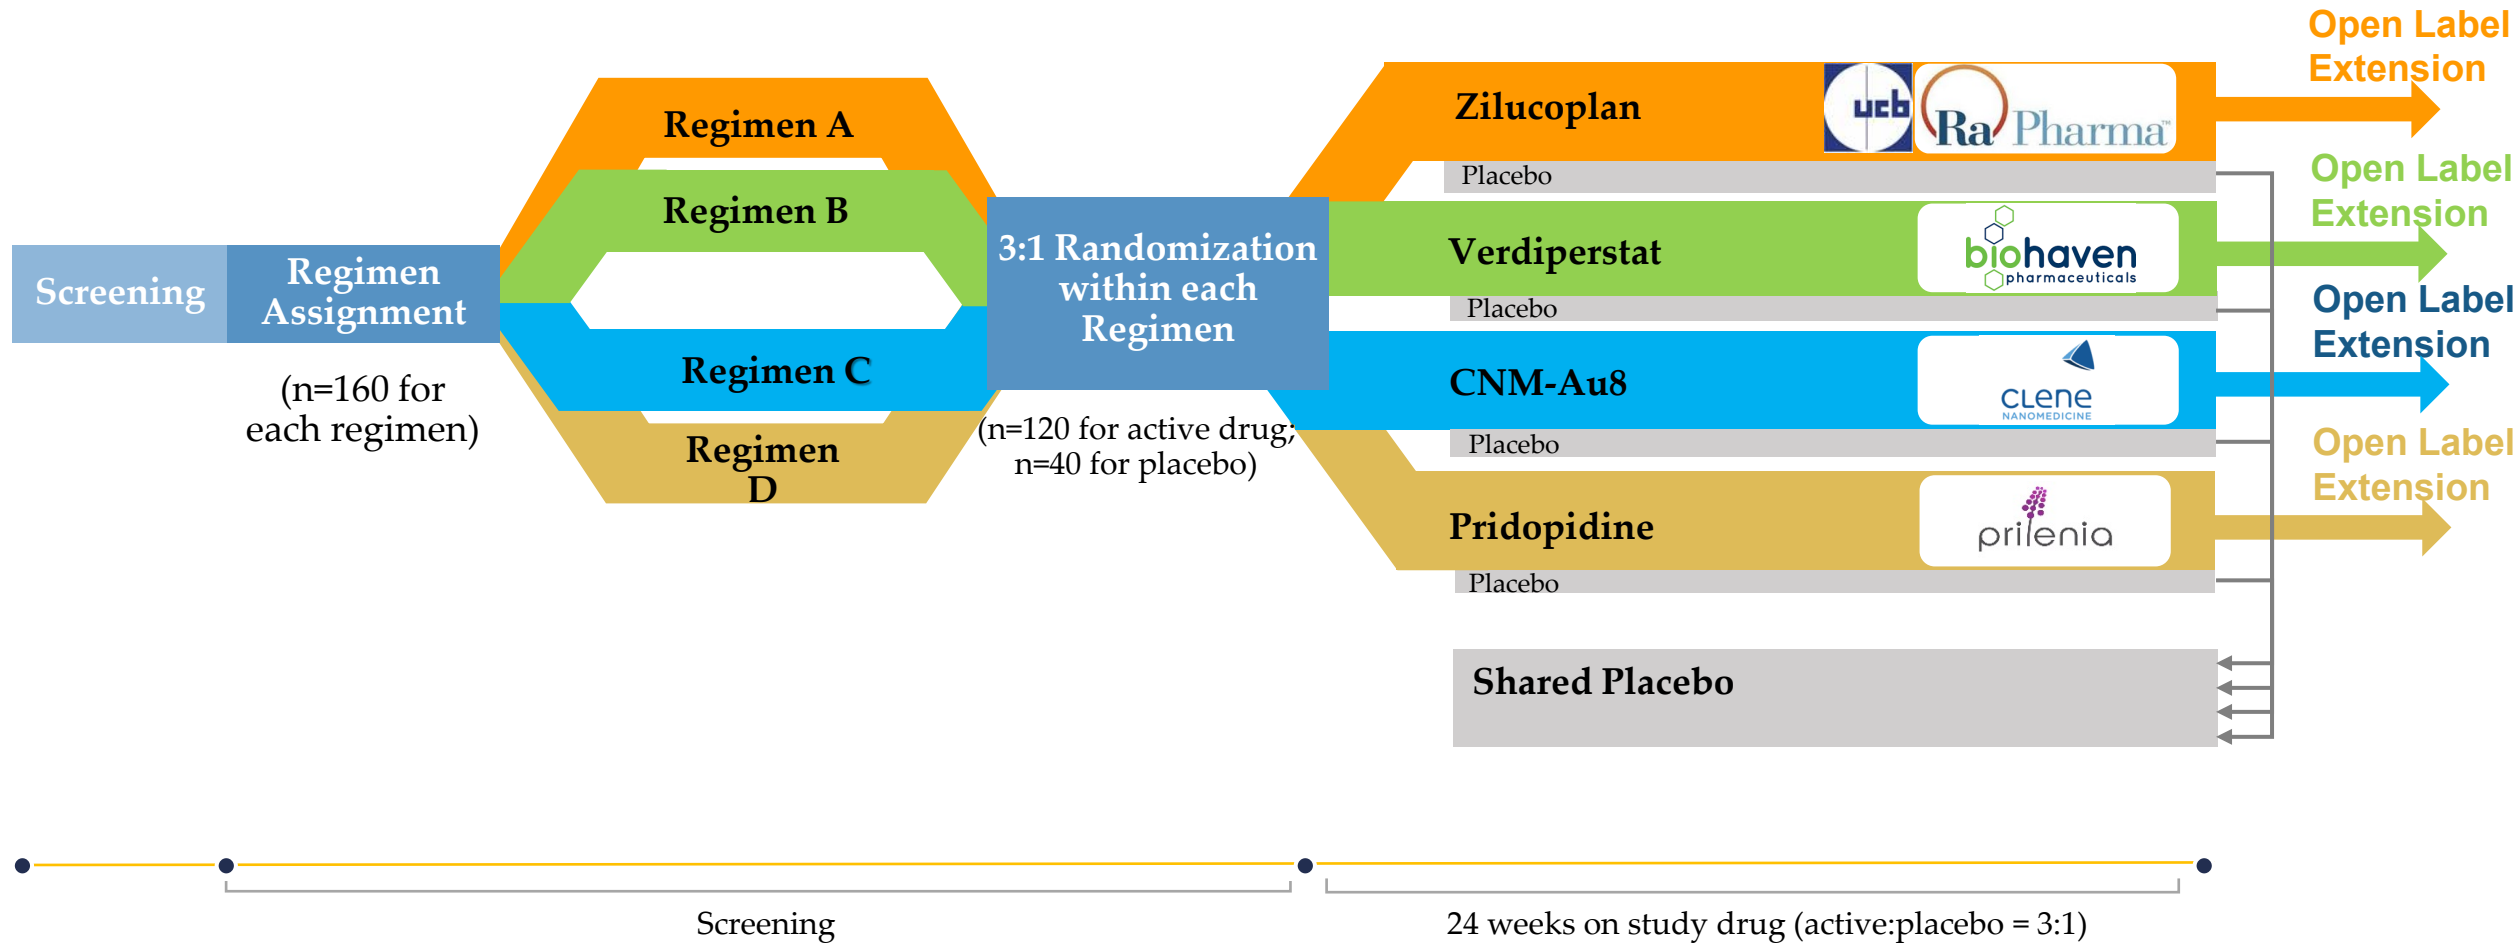 Screening
Regimen
Assignment
(n=160 for
each regimen)
Regimen A
Regimen B
Regimen C
Regimen
D
3:1 Randomization
within each
Regimen
(n=120 for active drug;
n=40 for placebo)
Zilucoplan
ucb
Ra Pharma™
Placebo
Open Label
Extension
Verdiperstat
biohaven
pharmaceuticals
Placebo
Open Label
Extension
CNM-Au8
CLENE
NANOMEDICINE
Placebo
Open Label
Extension
Pridopidine
prilenia
Placebo
Open Label
Extension
Shared Placebo
Screening
24 weeks on study drug (active:placebo = 3:1)